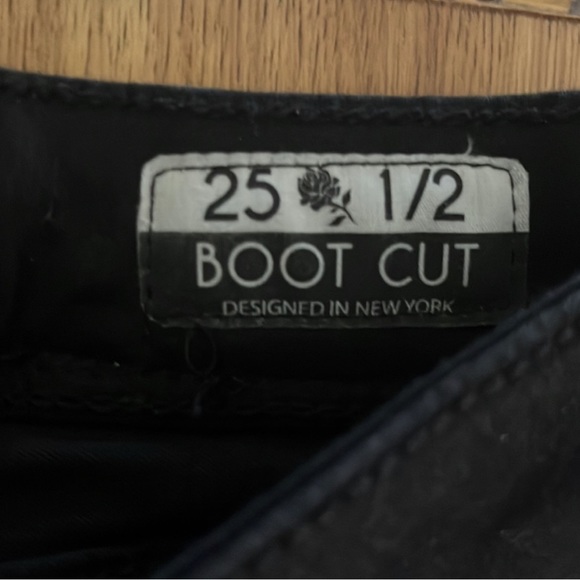 25 1/2
BOOT CUT
DESIGNED IN NEW YORK